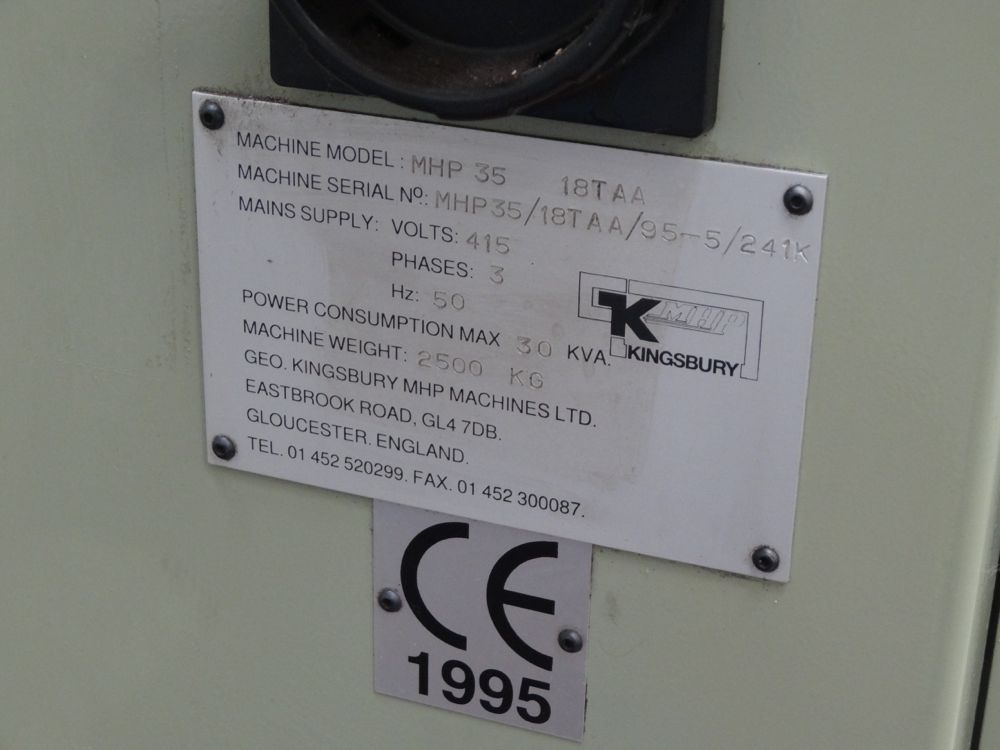 MACHINE MODEL : MHP 35 18TAA
MACHINE SERIAL Nº.: MHP35/18TAA/95-5/241K
MAINS SUPPLY: VOLTS: 415
PHASES: 3
Hz: 50
POWER CONSUMPTION MAX 30 KVA.
MACHINE WEIGHT: 2500 KG
GEO. KINGSBURY MHP MACHINES LTD.
EASTBROOK ROAD, GL4 7DB.
GLOUCESTER. ENGLAND.
TEL. 01 452 520299. FAX. 01 452 300087.
K MHP
KINGSBURY
CE
1995